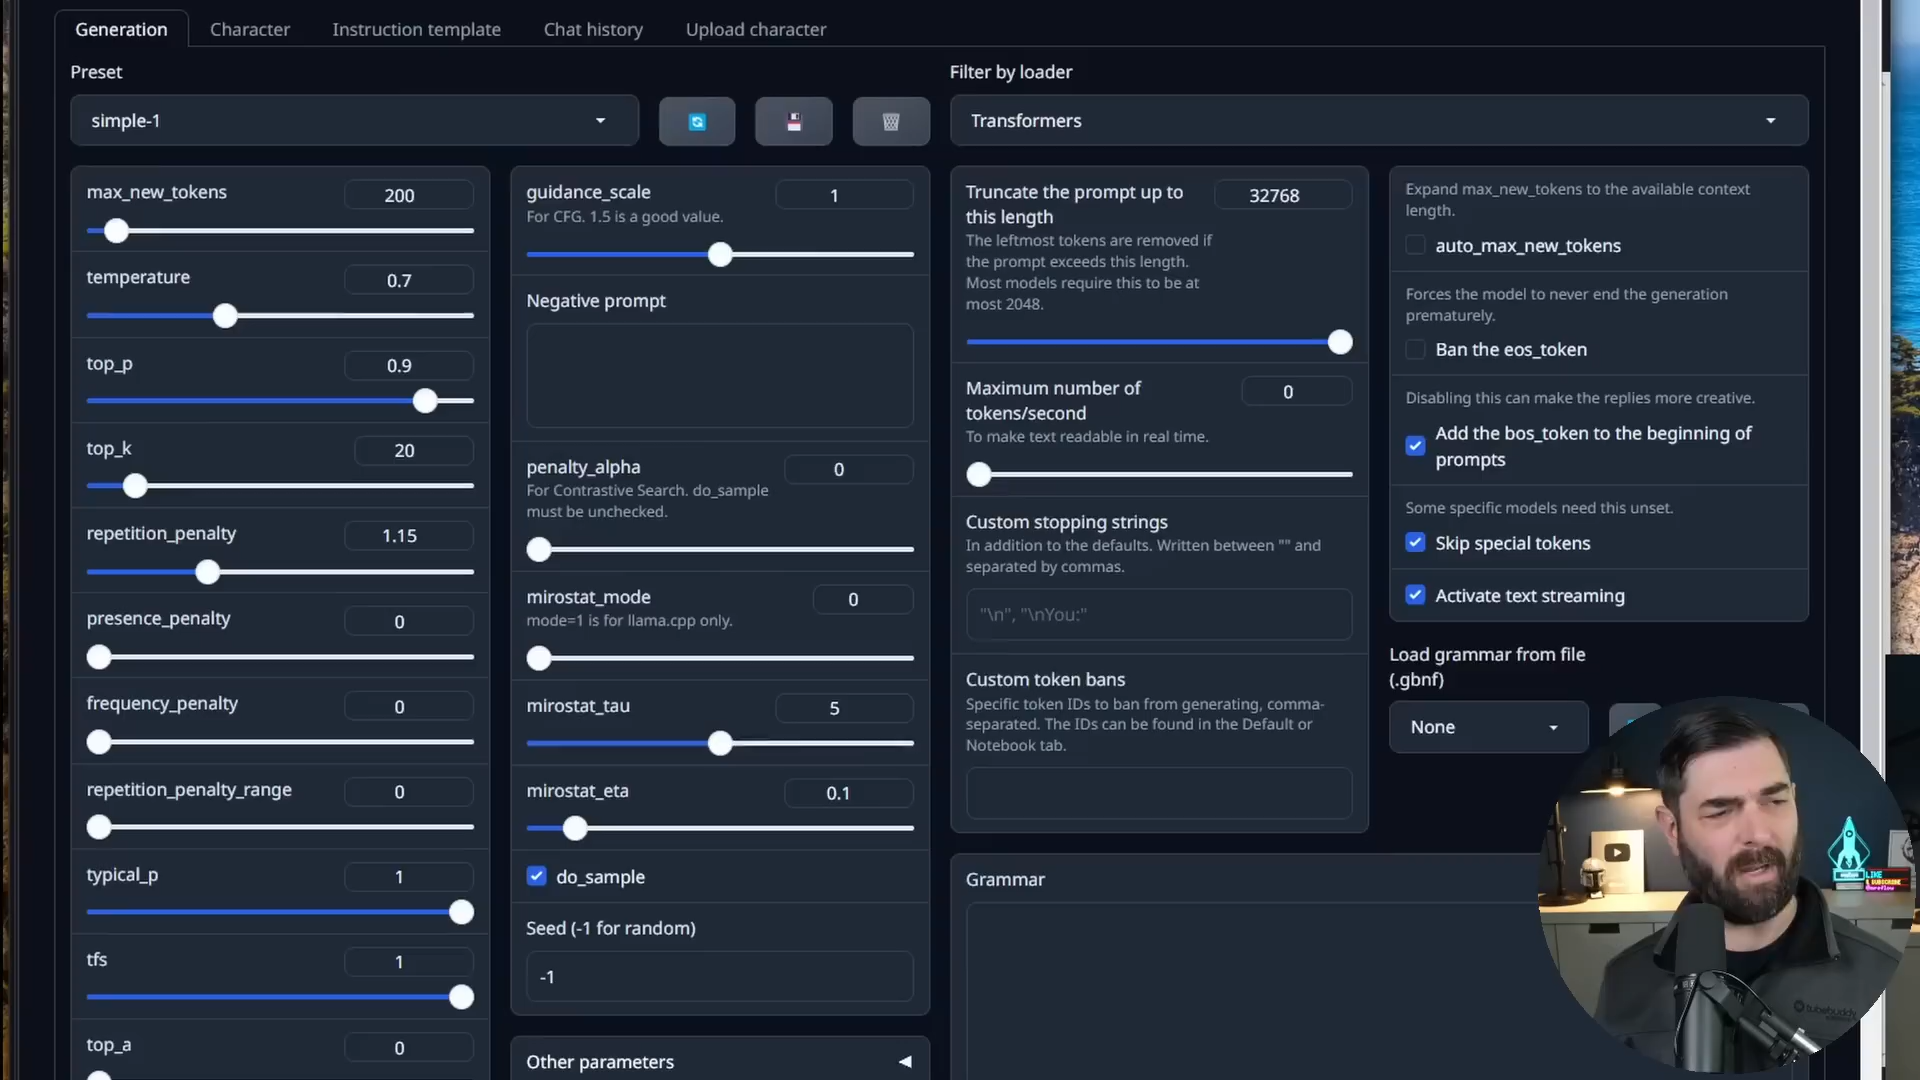 Generation
Character
Instruction template
Chat history
Upload character
Preset
simple-1
Filter by loader
Transformers
max_new_tokens
200
temperature
0.7
top_p
0.9
top_k
20
repetition_penalty
1.15
presence_penalty
0
frequency_penalty
0
repetition_penalty_range
0
typical_p
1
tfs
1
top_a
0
guidance_scale
1
For CFG. 1.5 is a good value.
Negative prompt
penalty_alpha
0
For Contrastive Search. do_sample
must be unchecked.
mirostat_mode
0
mode=1 is for llama.cpp only.
mirostat_tau
5
mirostat_eta
0.1
do_sample
Seed (-1 for random)
-1
Other parameters
Truncate the prompt up to
this length
32768
The leftmost tokens are removed if
the prompt exceeds this length.
Most models require this to be at
most 2048.
Maximum number of
tokens/second
0
To make text readable in real time.
Custom stopping strings
In addition to the defaults. Written between "" and
separated by commas.
"\n", "\nYou:"
Custom token bans
Specific token IDs to ban from generating, comma-
separated. The IDs can be found in the Default or
Notebook tab.
Grammar
Expand max_new_tokens to the available context
length.
auto_max_new_tokens
Forces the model to never end the generation
prematurely.
Ban the eos_token
Disabling this can make the replies more creative.
Add the bos_token to the beginning of
prompts
Some specific models need this unset.
Skip special tokens
Activate text streaming
Load grammar from file
(.gbnf)
None
LIKE
SUBSCRIBE
tubebuddy